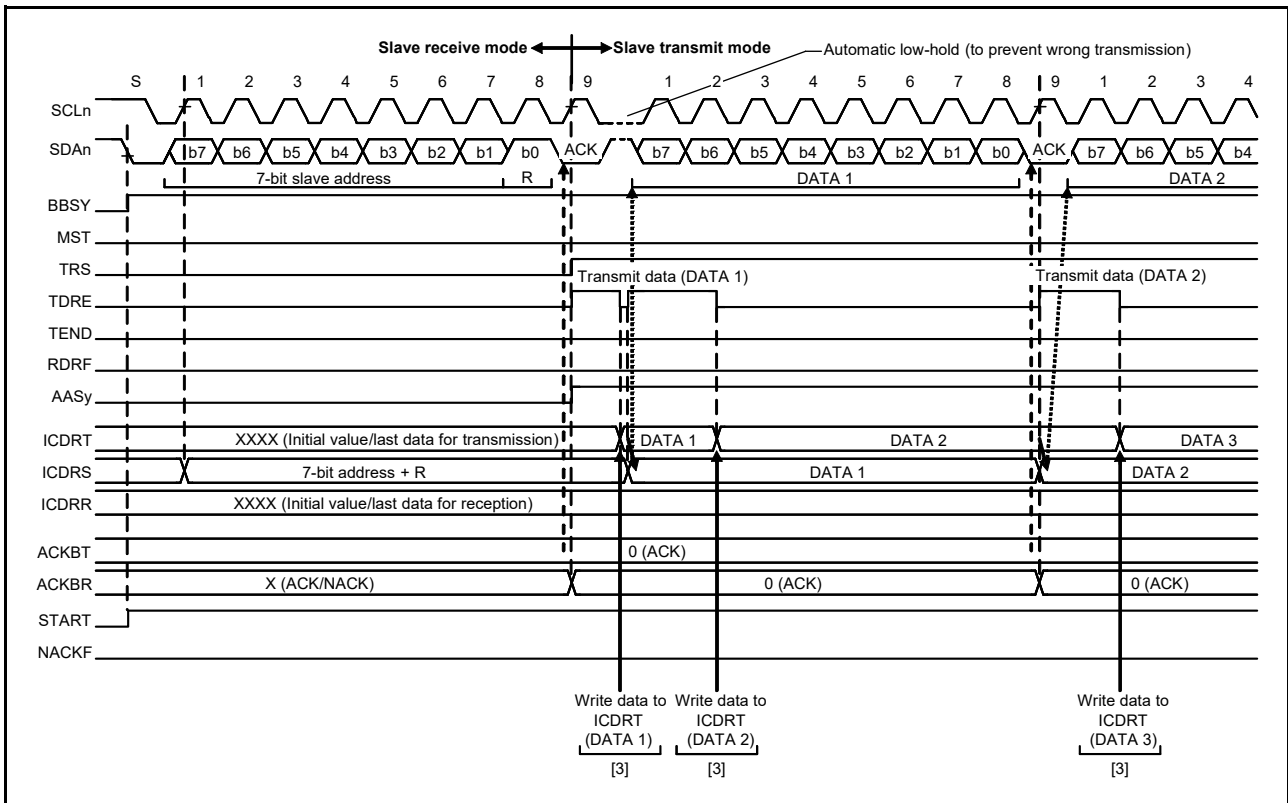 Slave receive mode Slave transmit mode Automatic low-hold (to prevent wrong transmission)
S 1 2 3 4 5 6 7 8 9 1 2 3 4 5 6 7 8 9 1 2 3 4
SCLn
SDAn b7 b6 b5 b4 b3 b2 b1 b0 ACK b7 b6 b5 b4 b3 b2 b1 b0 ACK b7 b6 b5 b4
7-bit slave address R DATA 1 DATA 2
BBSY
MST
TRS
Transmit data (DATA 1) Transmit data (DATA 2)
TDRE
TEND
RDRF
AASy
ICDRT XXXX (Initial value/last data for transmission) DATA 1 DATA 2 DATA 3
ICDRS 7-bit address + R DATA 1 DATA 2
ICDRR XXXX (Initial value/last data for reception)
ACKBT 0 (ACK)
ACKBR X (ACK/NACK) 0 (ACK) 0 (ACK)
START
NACKF
Write data to Write data to Write data to
ICDRT ICDRT ICDRT
(DATA 1) (DATA 2) (DATA 3)
[3] [3] [3]